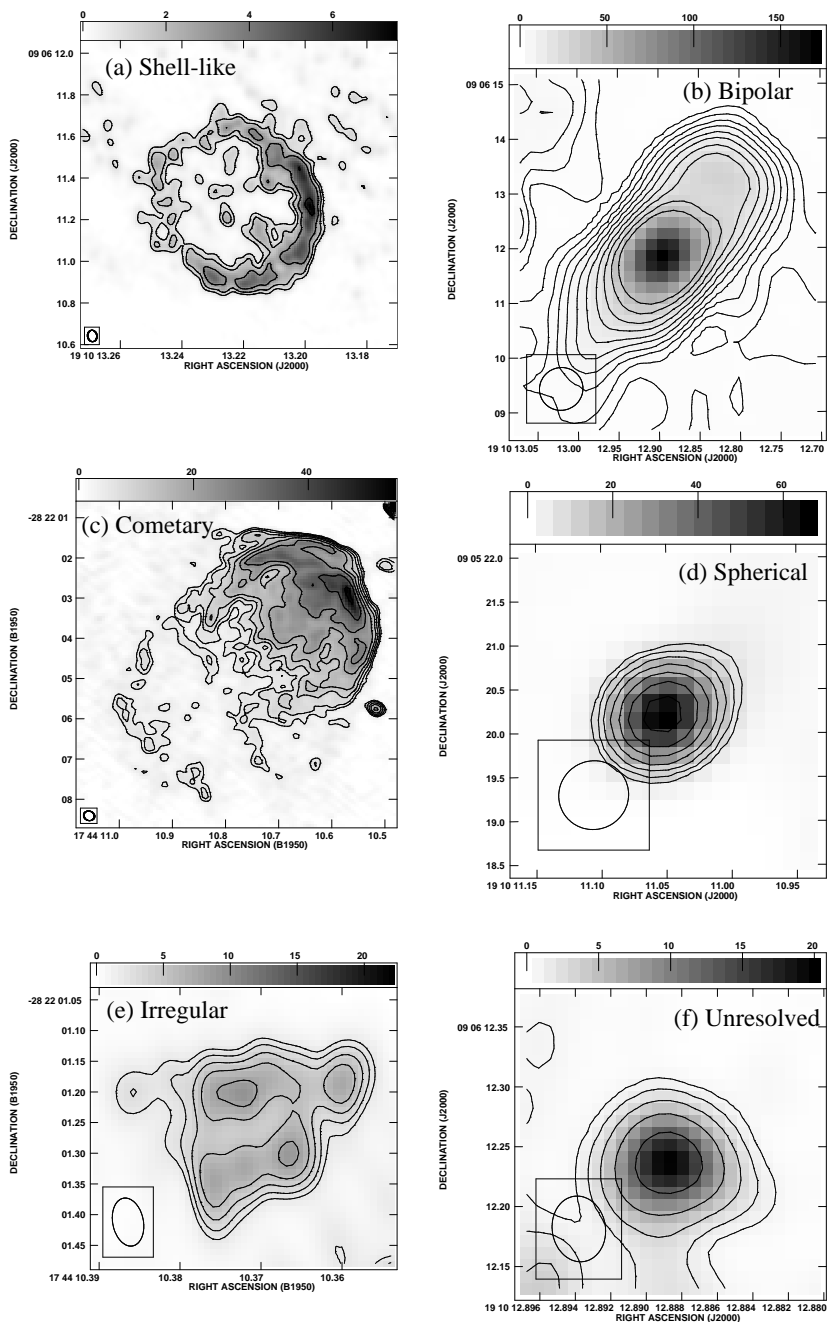 0 2 4 6
(a) Shell-like
09 06 12.0
11.8
11.6
11.4
11.2
11.0
10.8
10.6
DECLINATION (J2000)
19 10 13.26 13.24 13.22 13.20 13.18
RIGHT ASCENSION (J2000)
0 50 100 150
(b) Bipolar
09 06 15
14
13
12
11
10
09
DECLINATION (J2000)
19 10 13.05 13.00 12.95 12.90 12.85 12.80 12.75 12.70
RIGHT ASCENSION (J2000)
0 20 40
(c) Cometary
-28 22 01
02
03
04
05
06
07
08
DECLINATION (B1950)
17 44 11.0 10.9 10.8 10.7 10.6 10.5
RIGHT ASCENSION (B1950)
0 20 40 60
(d) Spherical
09 05 22.0
21.5
21.0
20.5
20.0
19.5
19.0
18.5
DECLINATION (J2000)
19 10 11.15 11.10 11.05 11.00 10.95
RIGHT ASCENSION (J2000)
0 5 10 15 20
(e) Irregular
-28 22 01.05
01.10
01.15
01.20
01.25
01.30
01.35
01.40
01.45
DECLINATION (B1950)
17 44 10.39 10.38 10.37 10.36
RIGHT ASCENSION (B1950)
0 5 10 15 20
(f) Unresolved
09 06 12.35
12.30
12.25
12.20
12.15
DECLINATION (J2000)
19 10 12.896 12.894 12.892 12.890 12.888 12.886 12.884 12.882 12.880
RIGHT ASCENSION (J2000)